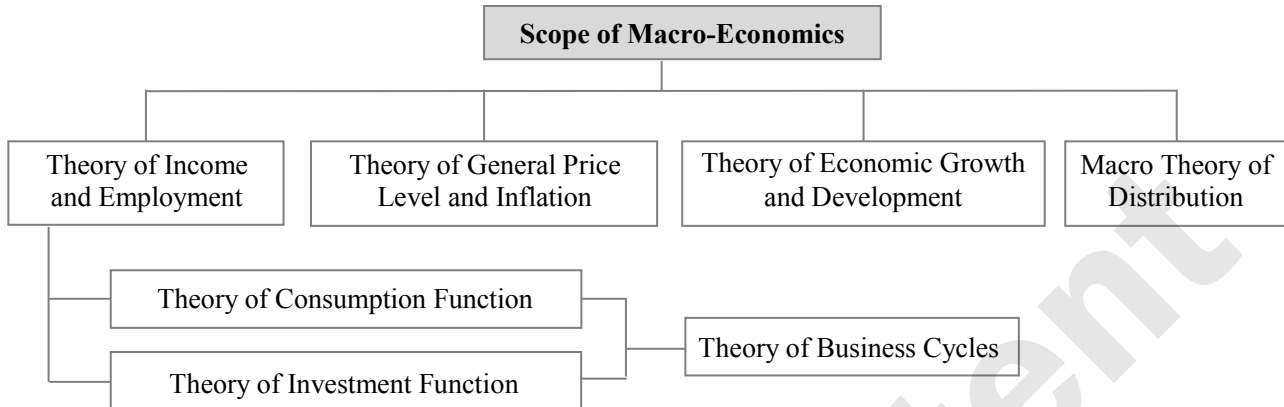 Scope of Macro-Economics
Theory of Income
and Employment
Theory of General Price
Level and Inflation
Theory of Economic Growth
and Development
Macro Theory of
Distribution
Theory of Consumption Function
Theory of Business Cycles
Theory of Investment Function
ent